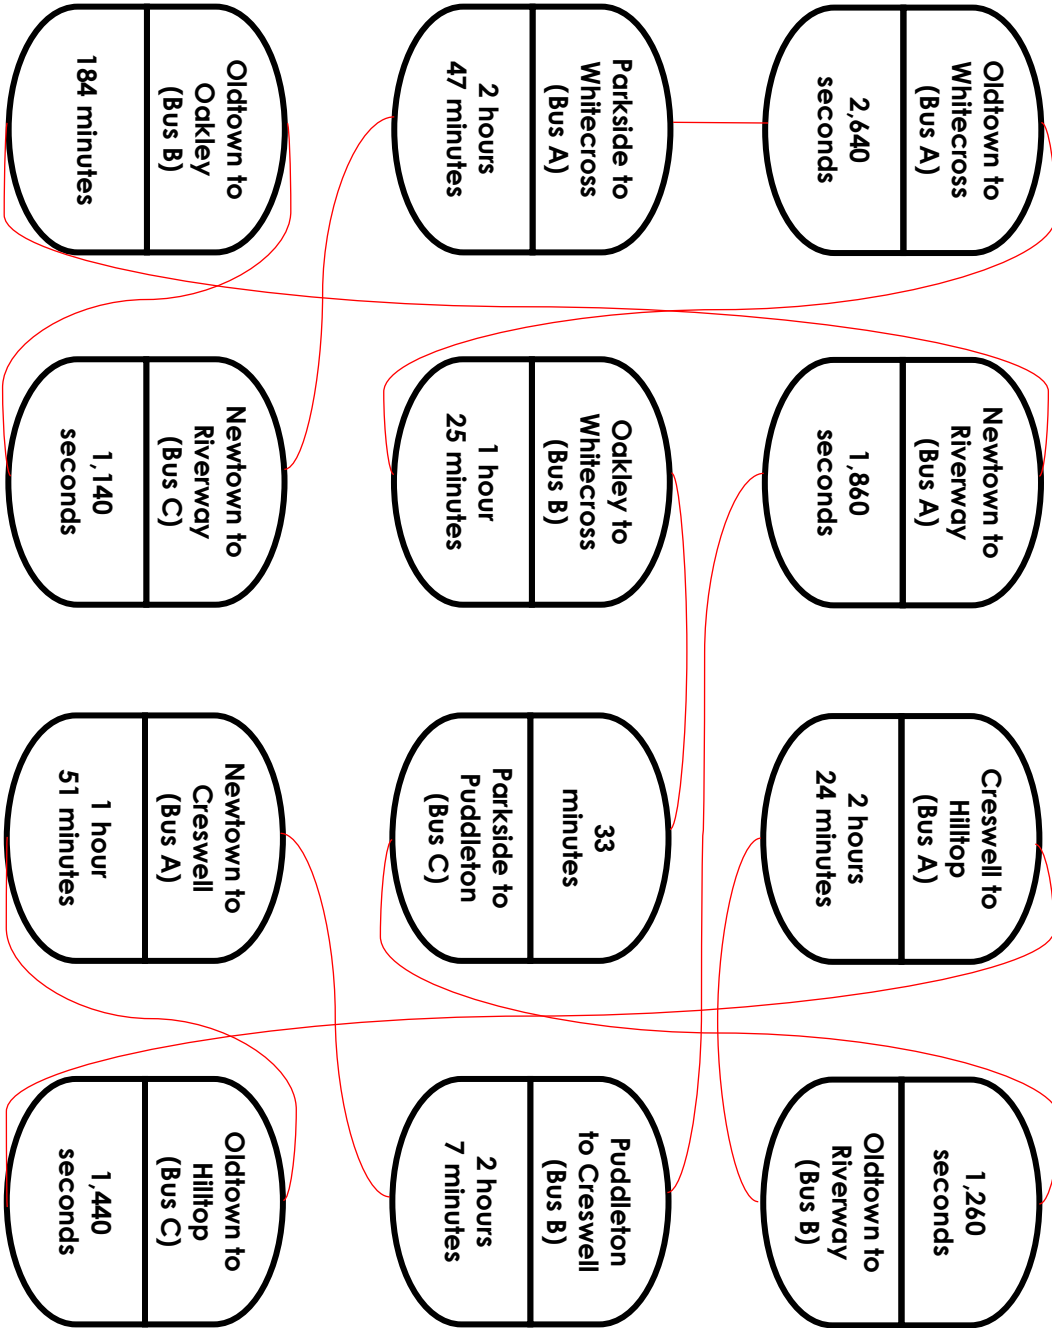 Oldtown to
Whitecross
(Bus A)
2,640
seconds
Newtown to
Riverway
(Bus A)
1,860
seconds
Creswell to
Hilltop
(Bus A)
2 hours
24 minutes
1,260
seconds
Oldtown to
Riverway
(Bus B)
Parkside to
Whitecross
(Bus A)
2 hours
47 minutes
Oakley to
Whitecross
(Bus B)
1 hour
25 minutes
33
minutes
Parkside to
Puddleton
(Bus C)
Puddleton
to Creswell
(Bus B)
2 hours
7 minutes
Oldtown to
Oakley
(Bus B)
184 minutes
Newtown to
Riverway
(Bus C)
1,140
seconds
Newtown to
Creswell
(Bus A)
1 hour
51 minutes
Oldtown to
Hilltop
(Bus C)
1,440
seconds